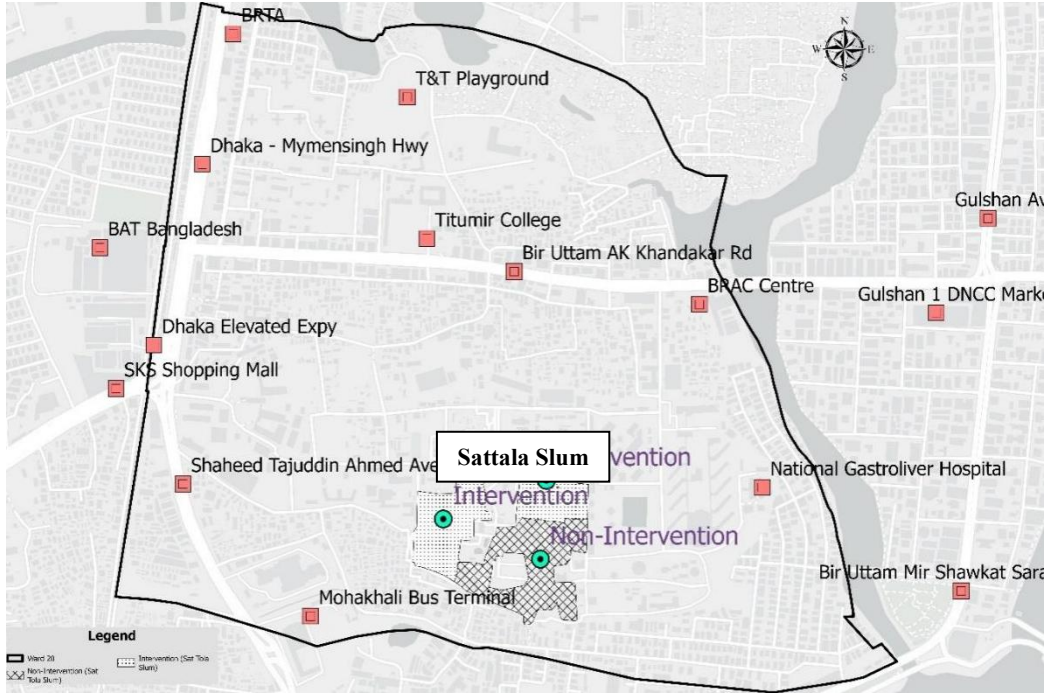 BRTA
N
W E
S
T&T Playground
Dhaka - Mymensingh Hwy
Gulshan Av
BAT Bangladesh
Titumir College
Bir Uttam AK Khandakar Rd
BRAC Centre
Gulshan 1 DNCC Marke
Dhaka Elevated Expy
SKS Shopping Mall
Sattala Slum
vention
Shaheed Tajuddin Ahmed Ave
National Gastroliver Hospital
Intervention
Non-Intervention
Bir Uttam Mir Shawkat Sara
Mohakhali Bus Terminal
Legend
Ward 20
Intervention (Sat Tola
Slum)
Non-Intervention (Sat
Tola Slum)